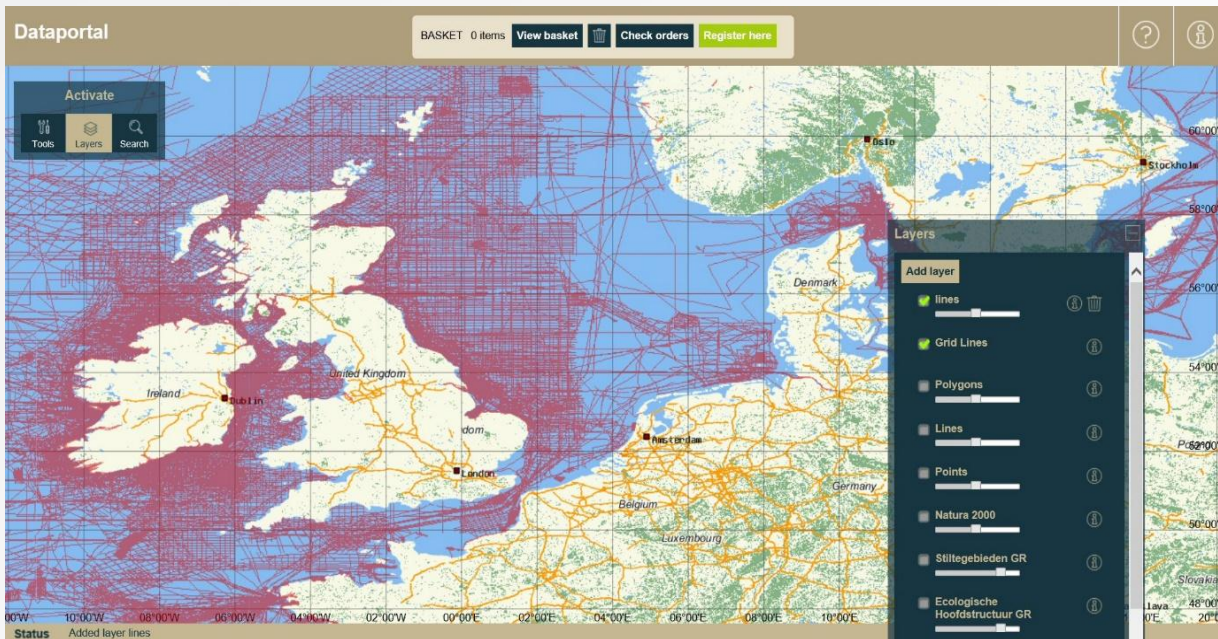 Dataportal
BASKET 0 items View basket Check orders Register here
Activate
Tools Layers Search
Oslo
Stockholm
Denmark
Ireland
Dublin
United Kingdom
dom
London
Amsterdam
Belgium
Germany
Luxembourg
Slovakia
60°00'
58°00'
56°00'
54°00'
52°00'
50°00'
48°00'
Layers
Add layer
lines
Grid Lines
Polygons
Lines
Points
Natura 2000
Stiltegebieden GR
Ecologische
Hoofdstructuur GR
00'W 10°00'W 08°00'W 06°00'W 04°00'W 02°00'W 00°00'E 02°00'E 04°00'E 06°00'E 08°00'E 10°00'E
Status Added layer lines